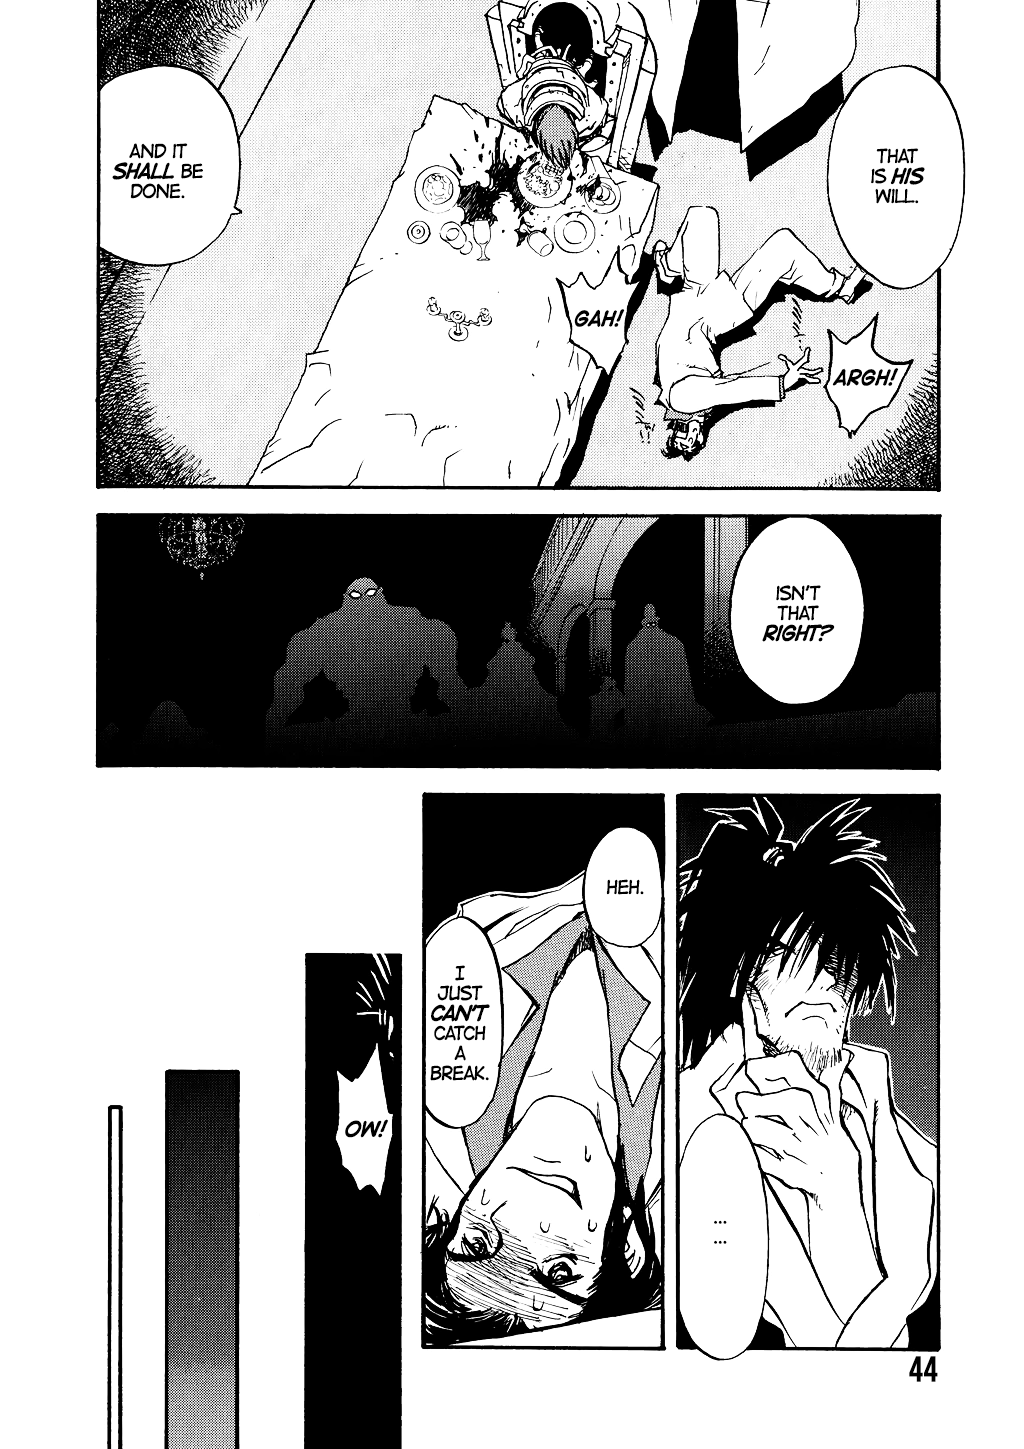 THAT
IS HIS
WILL.
AND IT
SHALL BE
DONE.
GAH!
ARGH!
ISN'T
THAT
RIGHT?
...
...
HEH.
I
JUST
CAN'T
CATCH
A
BREAK.
OW!
44